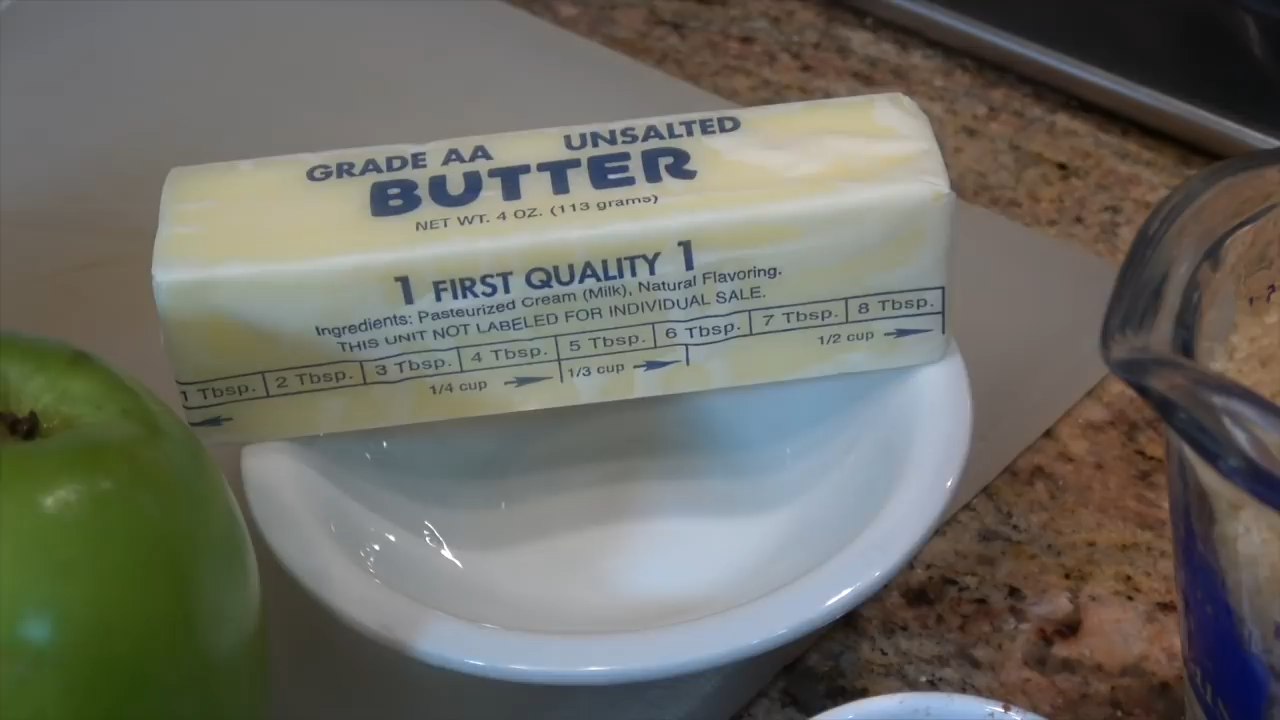 GRADE AA UNSALTED
BUTTER
NET WT. 4 OZ. (113 grams)
1 FIRST QUALITY 1
Ingredients: Pasteurized Cream (Milk), Natural Flavoring.
THIS UNIT NOT LABELED FOR INDIVIDUAL SALE.
1 Tbsp. 2 Tbsp. 3 Tbsp. 4 Tbsp. 5 Tbsp. 6 Tbsp. 7 Tbsp. 8 Tbsp.
1/4 cup 1/3 cup 1/2 cup